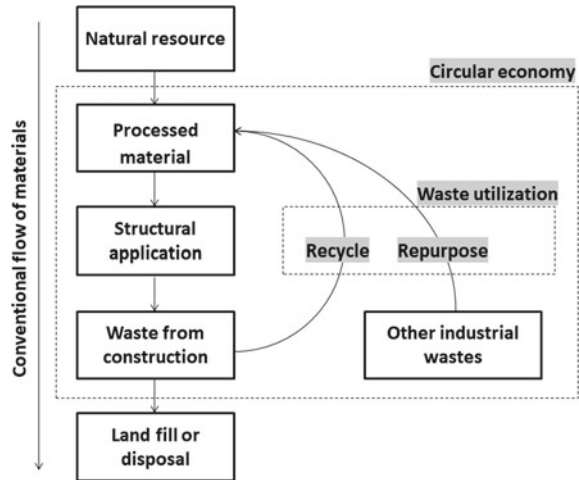 Natural resource
Circular economy
Processed
material
Waste utilization
Structural
application
Recycle
Repurpose
Waste from
construction
Other industrial
wastes
Land fill or
disposal
Conventional flow of materials